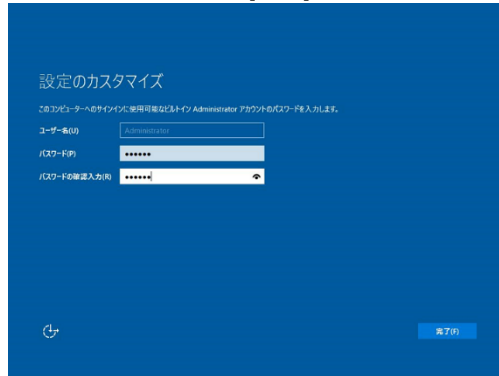 設定のカスタマイズ
このコンピューターへのサインインに使用可能なビルトイン Administrator アカウントのパスワードを入力します。
ユーザー名(U)
Administrator
パスワード(P)
••••••
パスワードの確認入力(R)
••••••
完了(F)